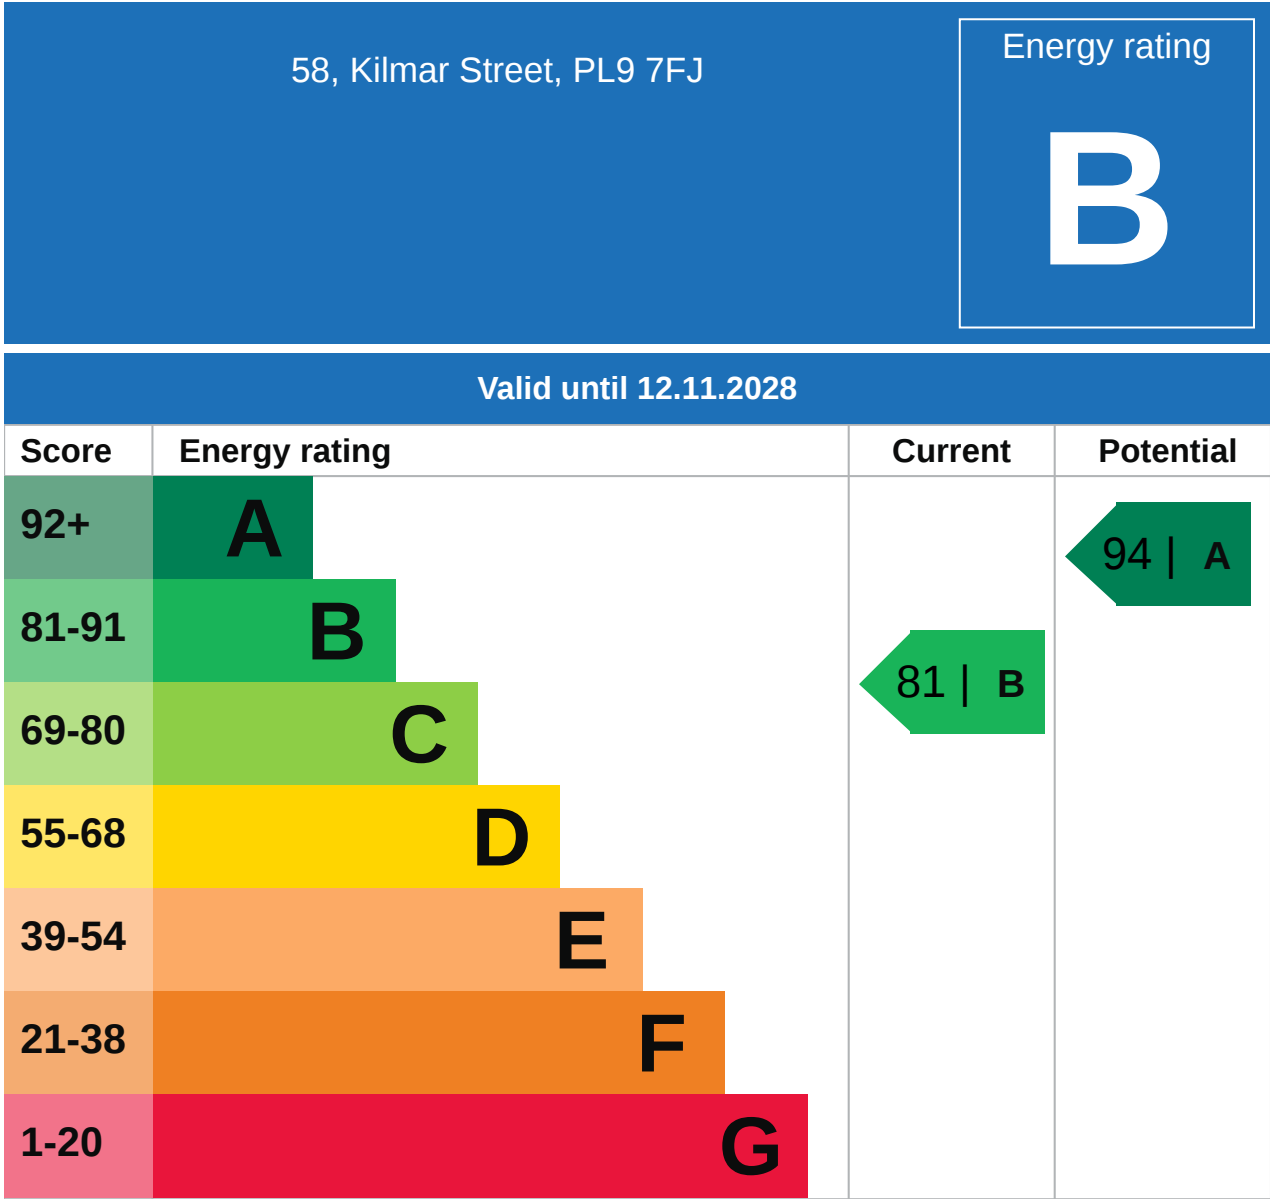 58, Kilmar Street, PL9 7FJ
Energy rating
B
Valid until 12.11.2028
Score Energy rating Current Potential
92+ A
94 | A
81-91 B
81 | B
69-80 C
55-68 D
39-54 E
21-38 F
1-20 G